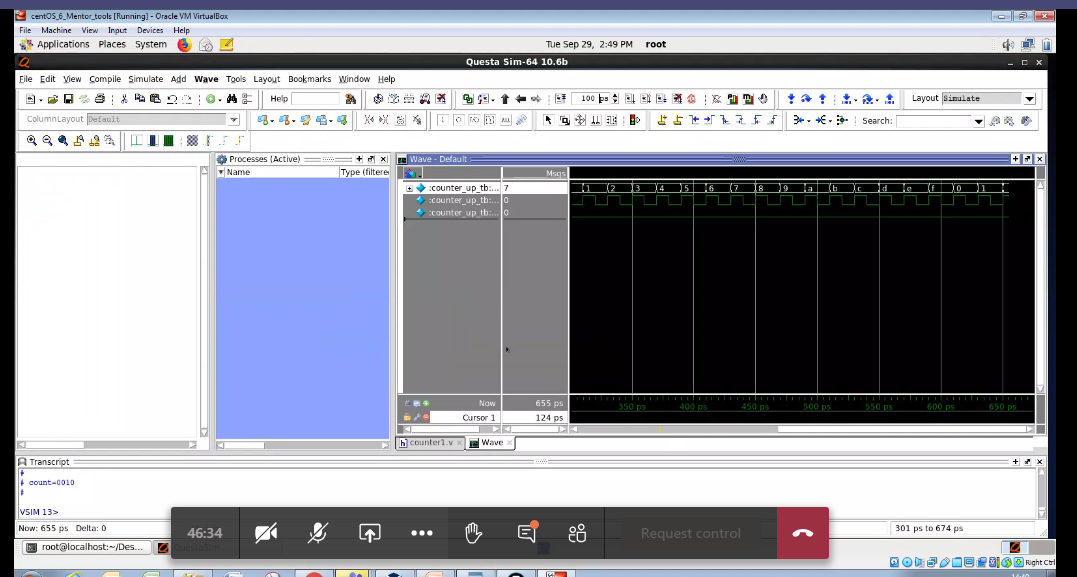 centOS_6_Mentor_tools [Running] - Oracle VM VirtualBox
File Machine View Input Devices Help
Applications Places System Tue Sep 29, 2:49 PM root
Questa Sim-64 10.6b
File Edit View Compile Simulate Add Wave Tools Layout Bookmarks Window Help
Help 100 ps Layout Simulate
ColumnLayout Default Search:
Processes (Active) Wave - Default
Name Type (filtere Msgs
:counter_up_tb:... 7 1 2 3 4 5 6 7 8 9 a b c d e f 0 1
:counter_up_tb:... 0
:counter_up_tb:... 0
Now 655 ps 350 ps 400 ps 450 ps 500 ps 550 ps 600 ps 650 ps
Cursor 1 124 ps
counter1.v Wave
Transcript
#
# count=0010
#
VSIM 13>
Now: 655 ps Delta: 0 301 ps to 674 ps
46:34 Request control
root@localhost:~/Des...
Right Ctrl